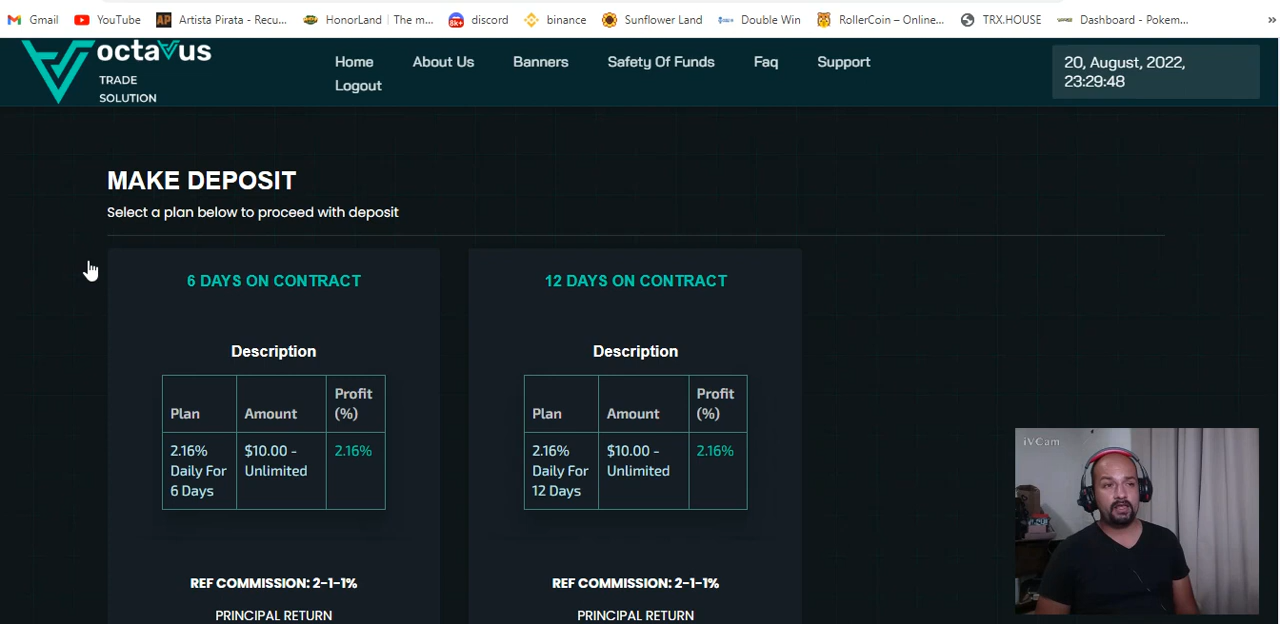 Gmail YouTube Artista Pirata - Recu... HonorLand | The m... discord binance Sunflower Land Double Win RollerCoin – Online... TRX.HOUSE Dashboard - Pokem... »
octavus
TRADE
SOLUTION
Home About Us Banners Safety Of Funds Faq Support
Logout
20, August, 2022,
23:29:48
MAKE DEPOSIT
Select a plan below to proceed with deposit
6 DAYS ON CONTRACT
Description
Plan Amount Profit (%)
2.16% Daily For 6 Days $10.00 - Unlimited 2.16%
REF COMMISSION: 2-1-1%
PRINCIPAL RETURN
12 DAYS ON CONTRACT
Description
Plan Amount Profit (%)
2.16% Daily For 12 Days $10.00 - Unlimited 2.16%
REF COMMISSION: 2-1-1%
PRINCIPAL RETURN
iVCam